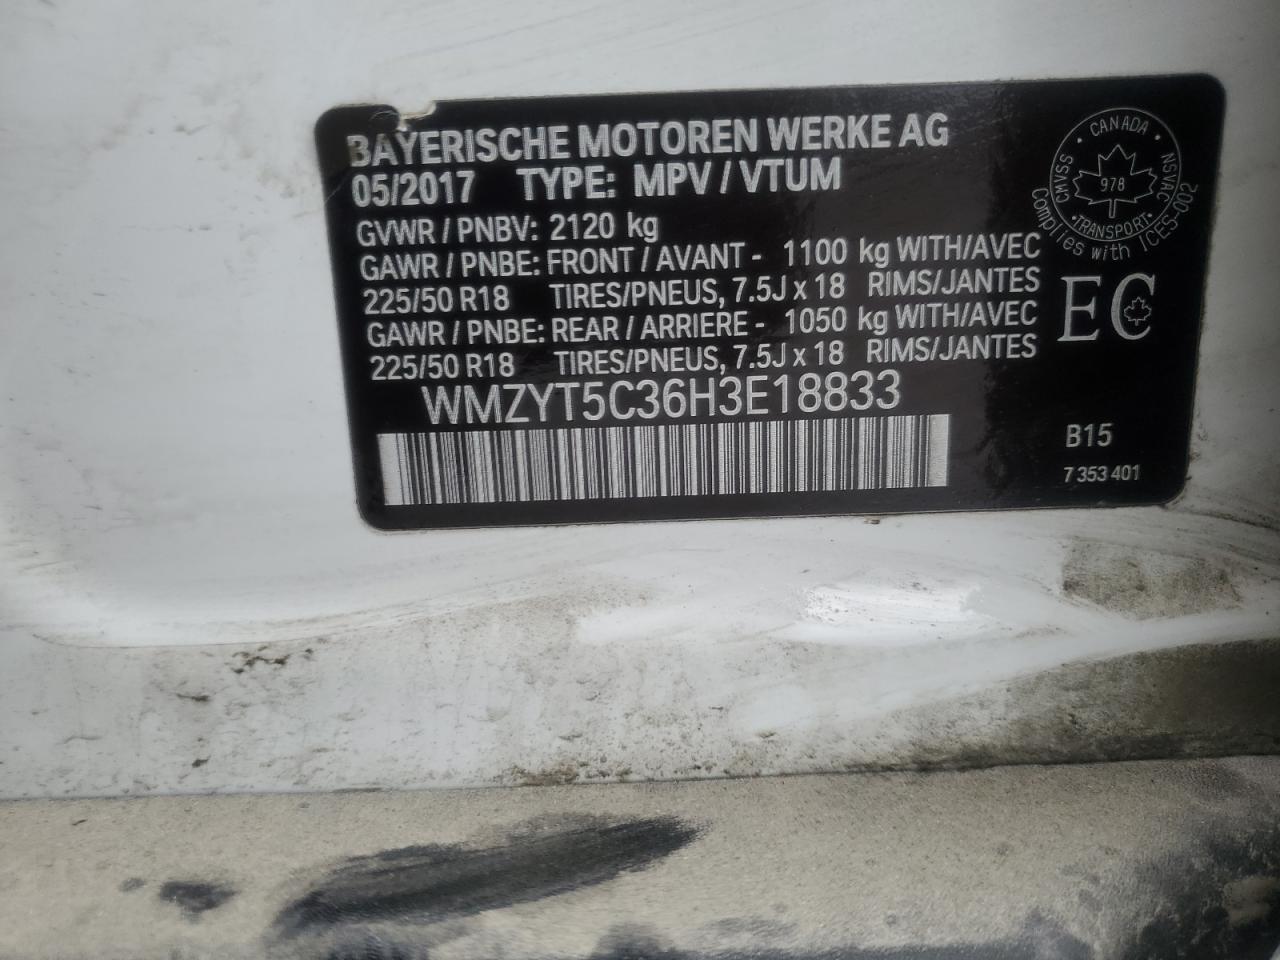 BAYERISCHE MOTOREN WERKE AG
05/2017 TYPE: MPV / VTUM
GVWR / PNBV: 2120 kg
GAWR / PNBE: FRONT / AVANT - 1100 kg WITH/AVEC
225/50 R18 TIRES/PNEUS, 7.5J x 18 RIMS/JANTES
GAWR / PNBE: REAR / ARRIERE - 1050 kg WITH/AVEC
225/50 R18 TIRES/PNEUS, 7.5J x 18 RIMS/JANTES
WMZYT5C36H3E18833
CANADA
CMVSS
NSVAC
978
TRANSPORT
Complies with ICES-002
EC
B15
7 353 401